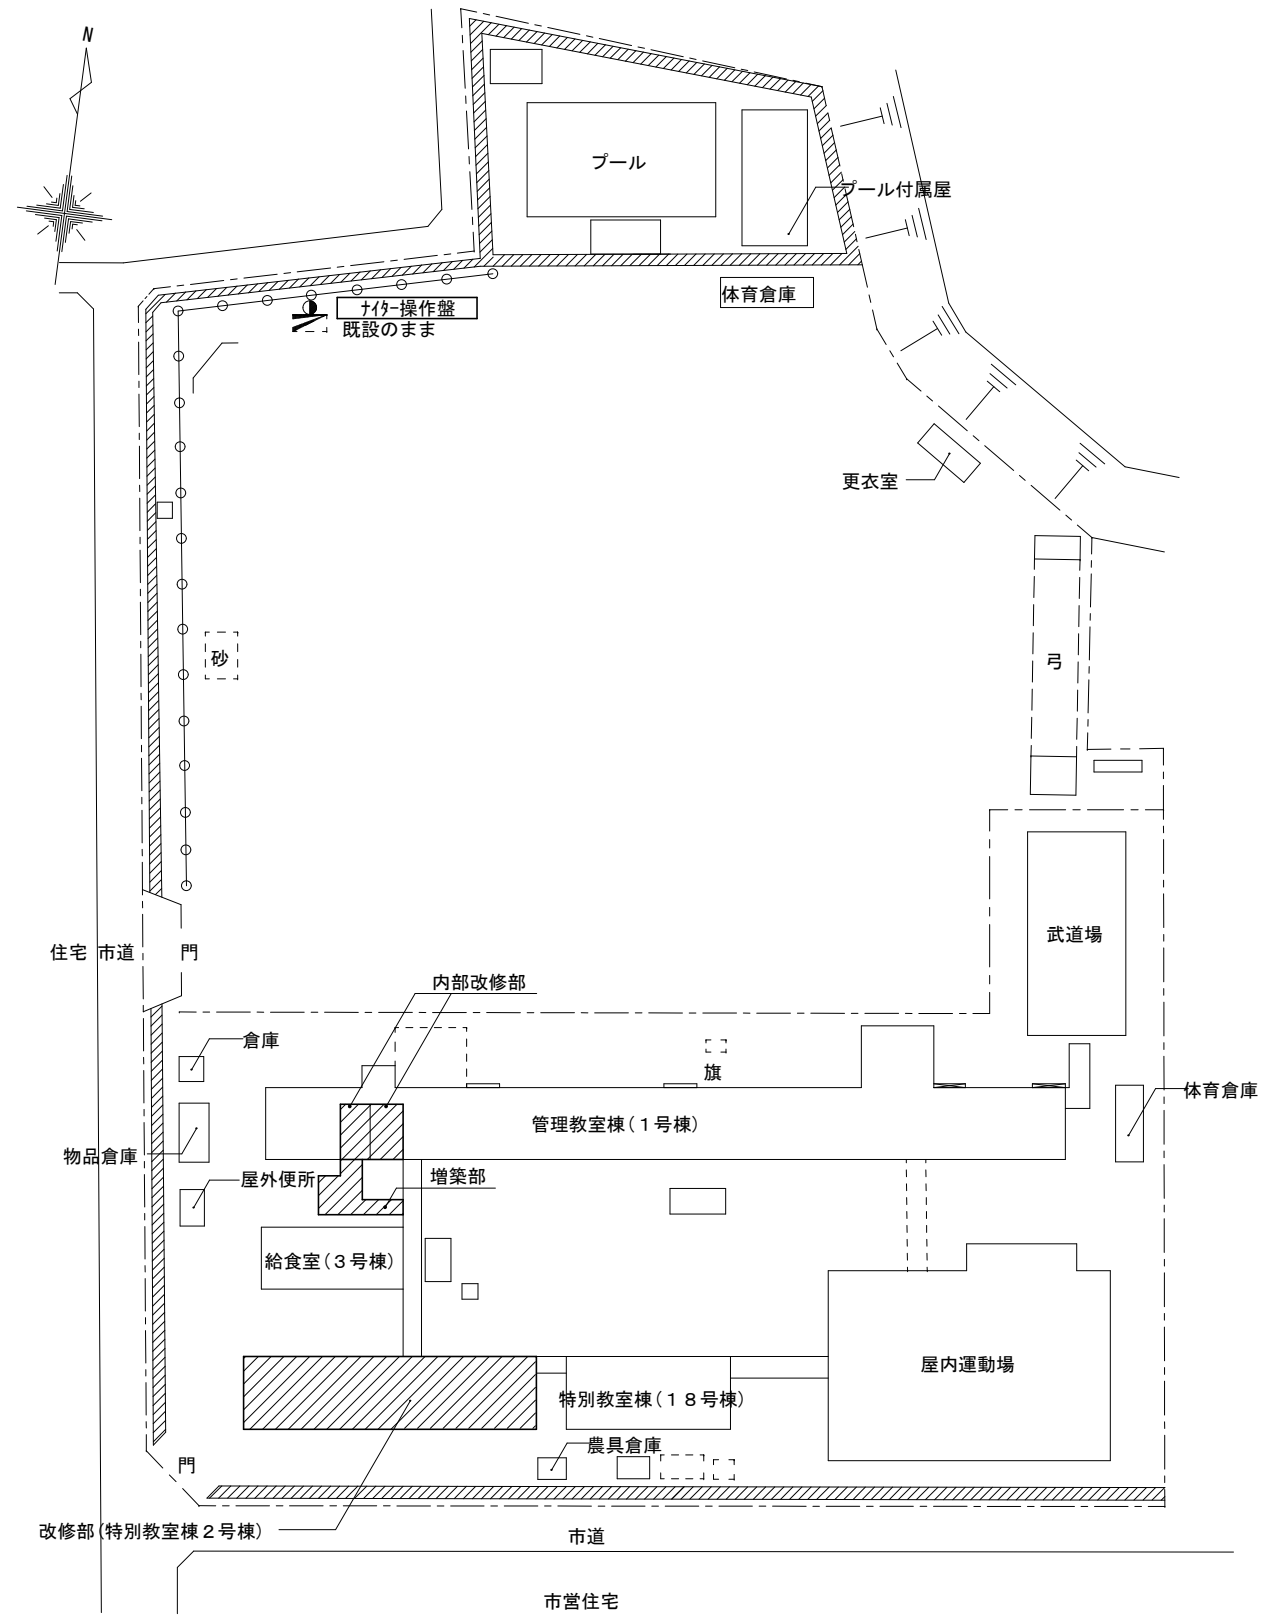 N
プール
プール付属屋
体育倉庫
ﾅｲﾀｰ操作盤
既設のまま
更衣室
砂
弓
武道場
住宅 市道 門
内部改修部
倉庫
旗
体育倉庫
管理教室棟(１号棟)
物品倉庫
屋外便所
増築部
給食室(３号棟)
屋内運動場
特別教室棟(１８号棟)
農具倉庫
門
改修部(特別教室棟２号棟)
市道
市営住宅